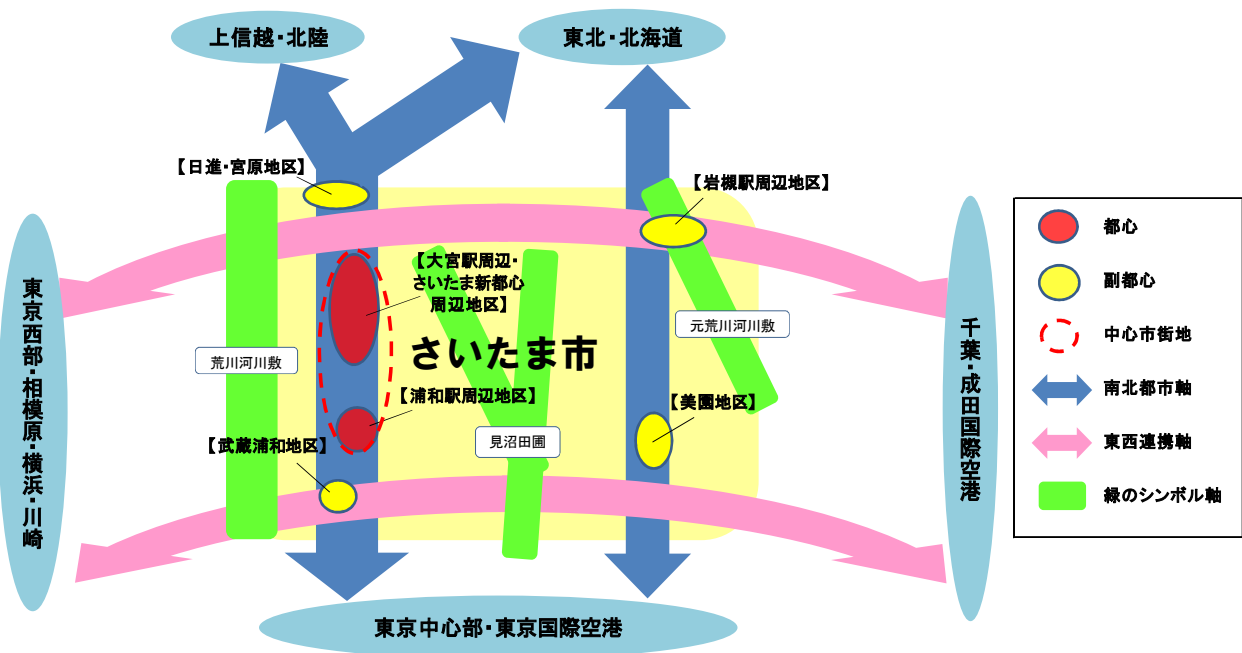 上信越・北陸
東北・北海道
【日進・宮原地区】
【岩槻駅周辺地区】
【大宮駅周辺・
さいたま新都心
周辺地区】
元荒川河川敷
さいたま市
荒川河川敷
【浦和駅周辺地区】
【美園地区】
【武蔵浦和地区】
見沼田圃
東京西部・相模原・横浜・川崎
千葉・成田国際空港
東京中心部・東京国際空港
都心
副都心
中心市街地
南北都市軸
東西連携軸
緑のシンボル軸